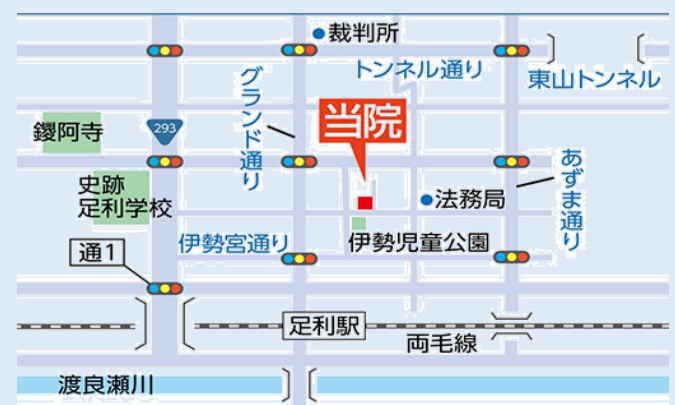 裁判所
トンネル通り
東山トンネル
グランド通り
当院
293
鑁阿寺
あずま通り
史跡
足利学校
法務局
伊勢宮通り
伊勢児童公園
通1
足利駅
両毛線
渡良瀬川